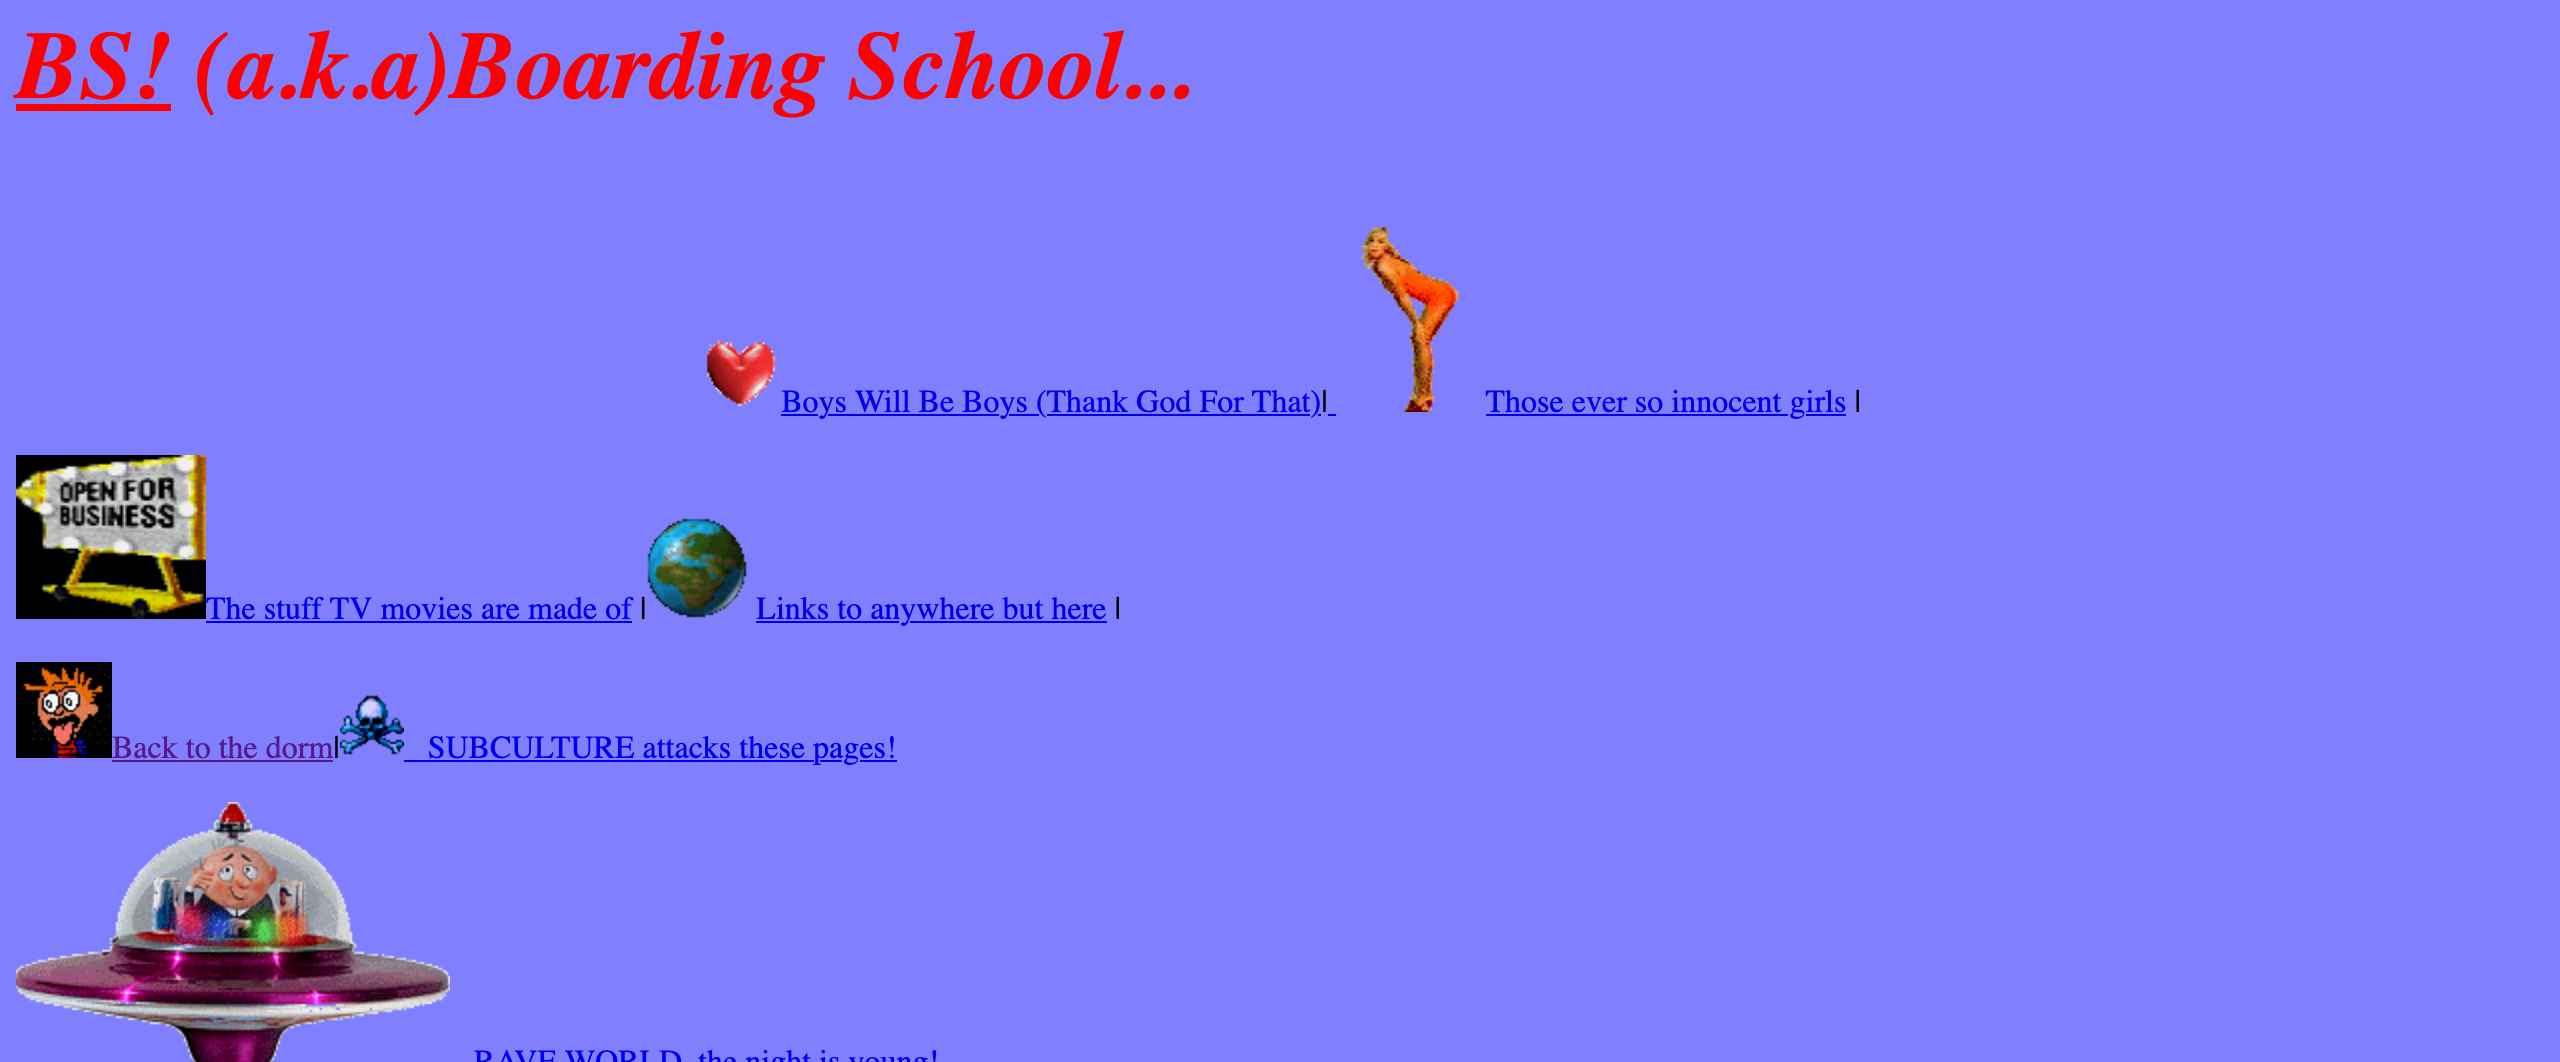 BS! (a.k.a)Boarding School...
Boys Will Be Boys (Thank God For That)| Those ever so innocent girls |
OPEN FOR
BUSINESS
The stuff TV movies are made of | Links to anywhere but here |
Back to the dorm| SUBCULTURE attacks these pages!
RAVE WORLD, the night is young!